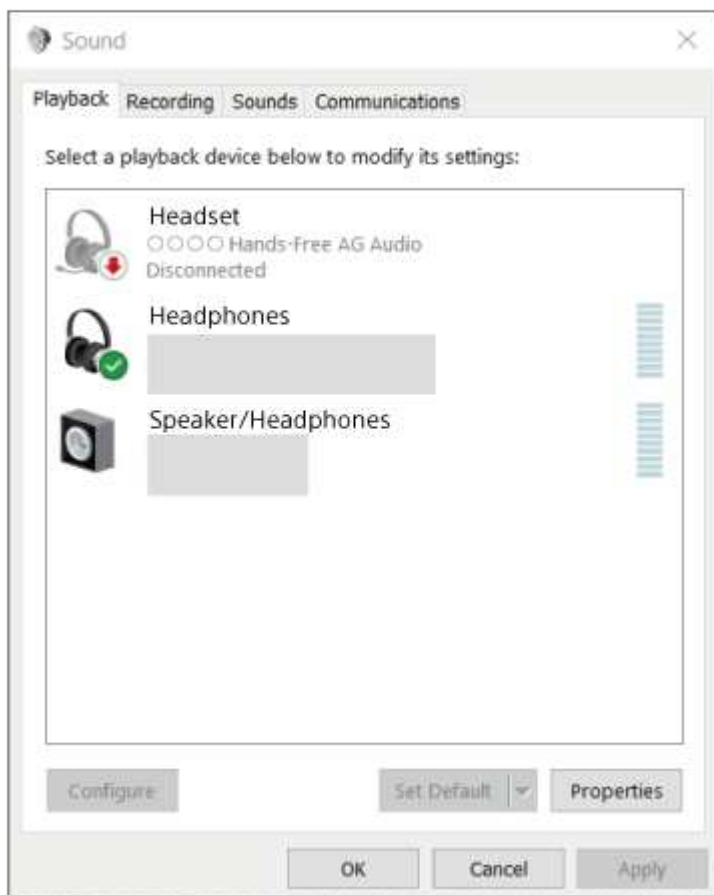 Sound
Playback Recording Sounds Communications
Select a playback device below to modify its settings:
Headset
○○○○ Hands-Free AG Audio
Disconnected
Headphones
Speaker/Headphones
Configure Set Default Properties
OK Cancel Apply